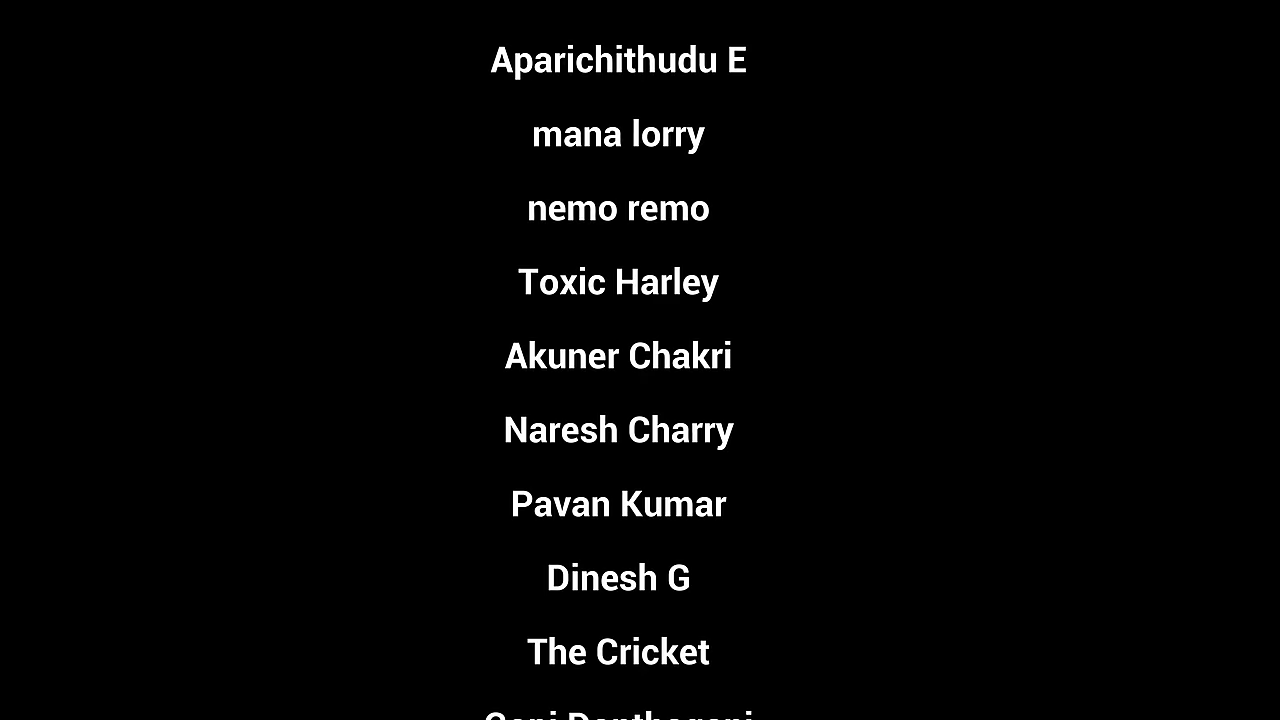 Aparichithudu E
mana lorry
nemo remo
Toxic Harley
Akuner Chakri
Naresh Charry
Pavan Kumar
Dinesh G
The Cricket